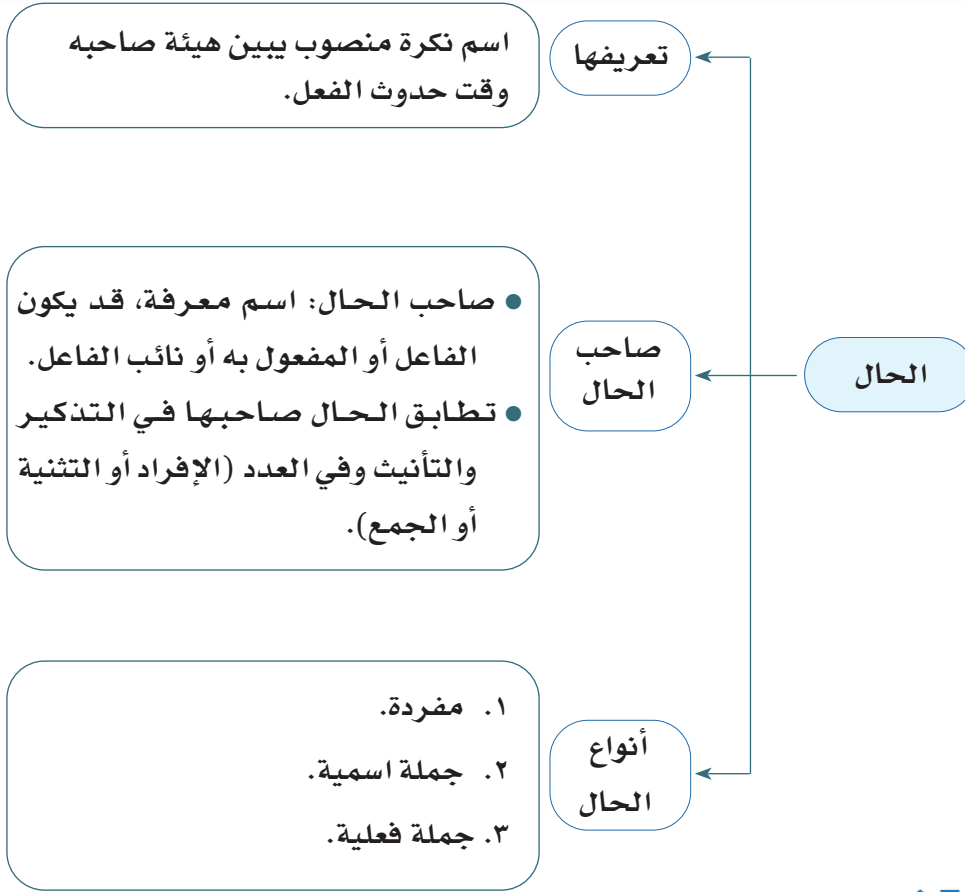 الحال
تعريفها
اسم نكرة منصوب يبين هيئة صاحبه
وقت حدوث الفعل.
صاحب
الحال
● صاحب الحال: اسم معرفة، قد يكون
الفاعل أو المفعول به أو نائب الفاعل.
● تطابق الحال صاحبها في التذكير
والتأنيث وفي العدد (الإفراد أو التثنية
أو الجمع).
أنواع
الحال
١. مفردة.
٢. جملة اسمية.
٣. جملة فعلية.